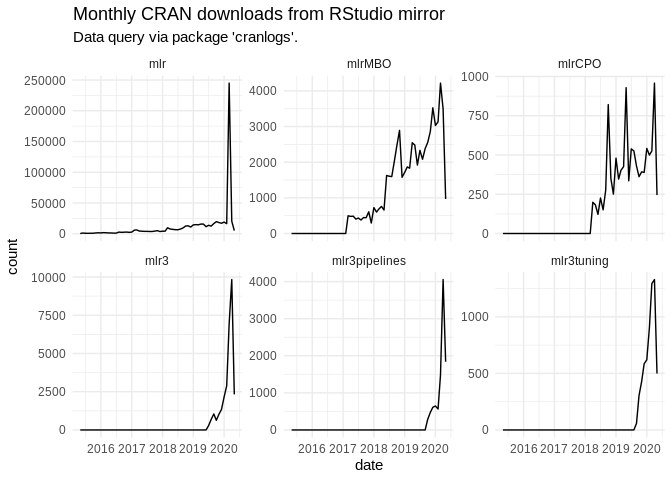 Monthly CRAN downloads from RStudio mirror
Data query via package 'cranlogs'.
mlr
mlrMBO
mlrCPO
250000
200000
150000
100000
50000
0
4000
3000
2000
1000
0
1000
750
500
250
0
count
mlr3
mlr3pipelines
mlr3tuning
10000
7500
5000
2500
0
4000
3000
2000
1000
0
1000
500
0
2016 2017 2018 2019 2020
2016 2017 2018 2019 2020
2016 2017 2018 2019 2020
date